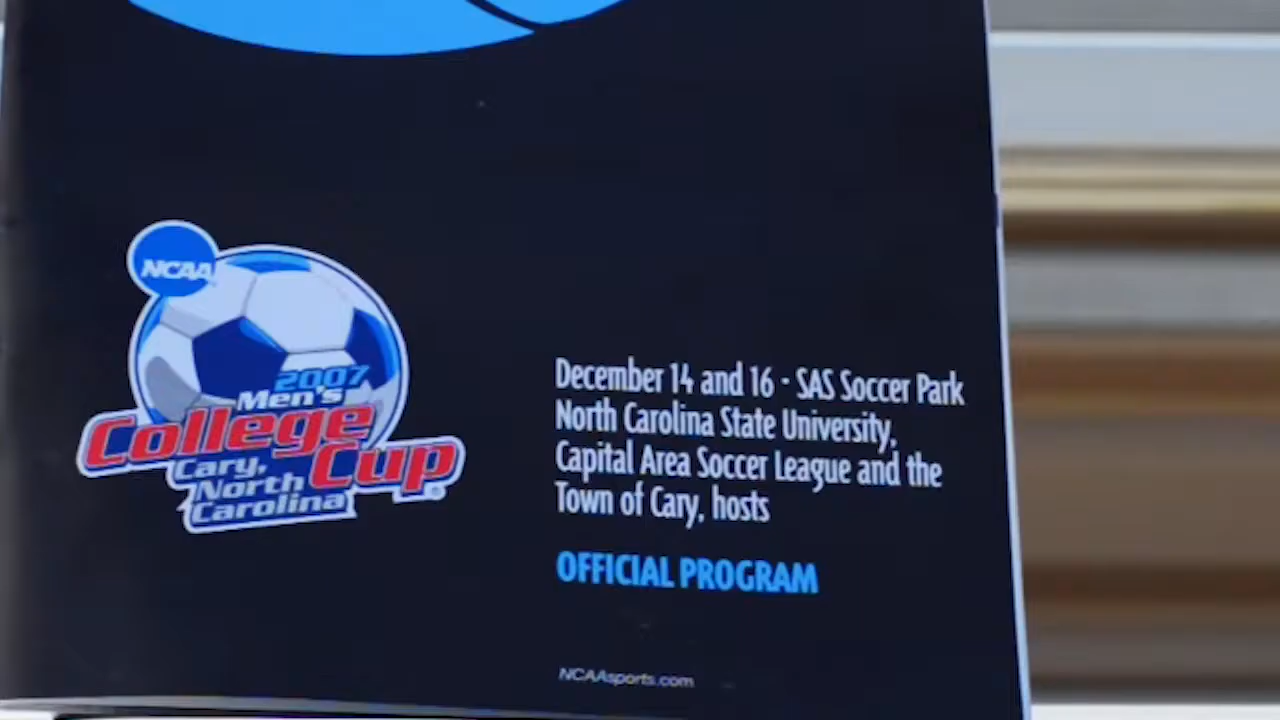 NCAA
2007
Men's
College
Cup
Cary,
North
Carolina
December 14 and 16 - SAS Soccer Park
North Carolina State University,
Capital Area Soccer League and the
Town of Cary, hosts
OFFICIAL PROGRAM
NCAAsports.com